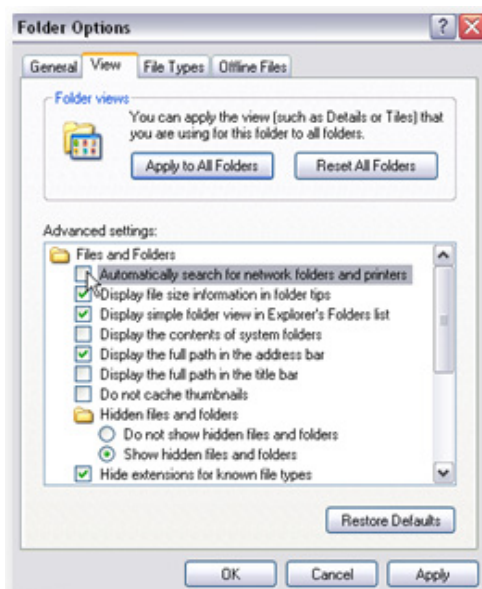 Folder Options
General View File Types Offline Files
Folder views
You can apply the view (such as Details or Tiles) that
you are using for this folder to all folders.
Apply to All Folders Reset All Folders
Advanced settings:
Files and Folders
Automatically search for network folders and printers
Display file size information in folder tips
Display simple folder view in Explorer's Folders list
Display the contents of system folders
Display the full path in the address bar
Display the full path in the title bar
Do not cache thumbnails
Hidden files and folders
Do not show hidden files and folders
Show hidden files and folders
Hide extensions for known file types
Restore Defaults
OK Cancel Apply